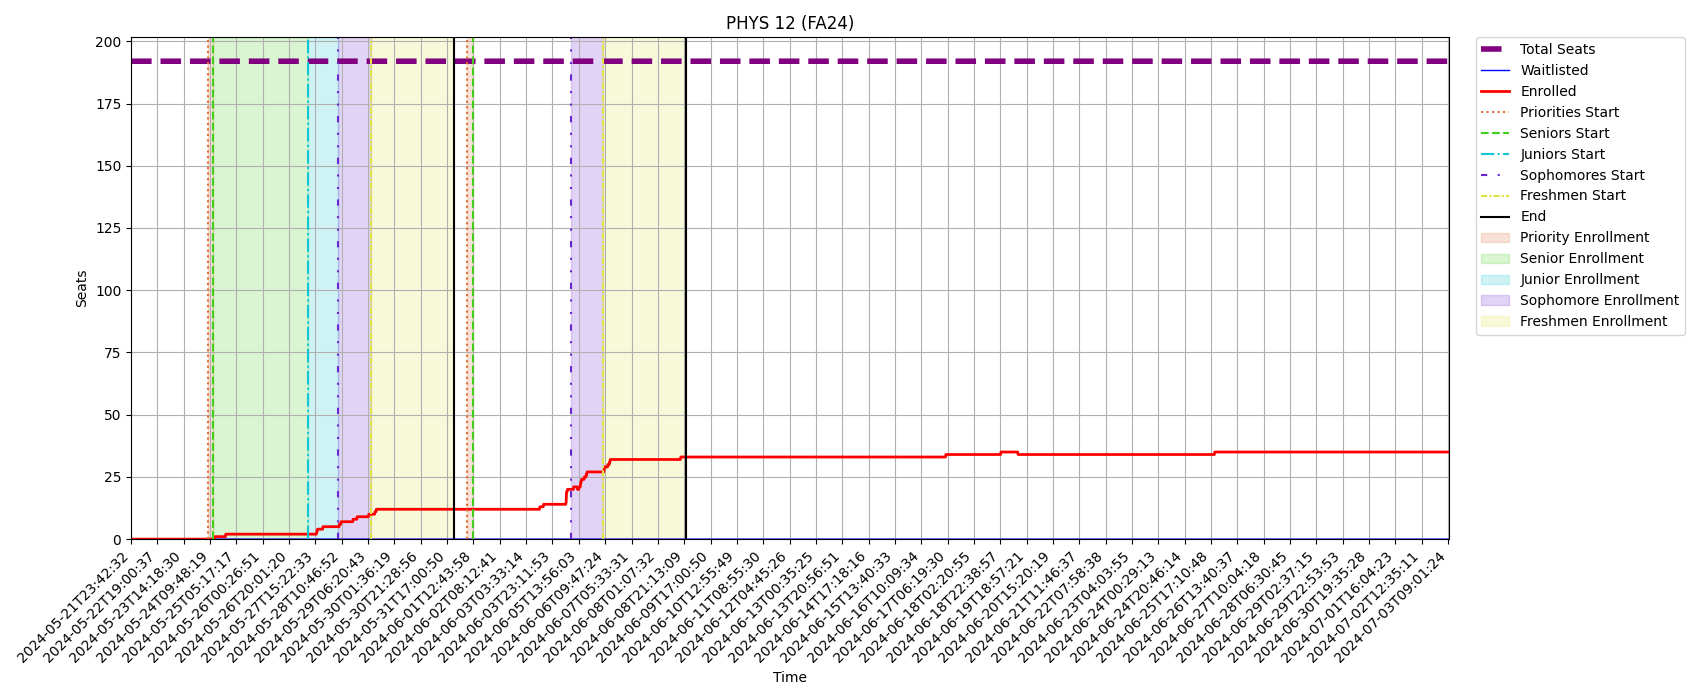 PHYS 12 (FA24)
200
175
150
125
100
75
50
25
0
Seats
2024-05-21T23:42:32
2024-05-22T19:00:37
2024-05-23T14:18:30
2024-05-24T09:48:19
2024-05-25T05:17:17
2024-05-26T00:26:51
2024-05-26T20:01:20
2024-05-27T15:22:33
2024-05-28T10:46:52
2024-05-29T06:20:43
2024-05-30T01:36:19
2024-05-30T21:28:56
2024-05-31T17:00:50
2024-06-01T12:43:58
2024-06-02T08:12:41
2024-06-03T03:33:14
2024-06-03T23:11:53
2024-06-05T13:56:03
2024-06-06T09:47:24
2024-06-07T05:33:31
2024-06-08T01:07:32
2024-06-08T21:13:09
2024-06-09T17:00:50
2024-06-10T12:55:49
2024-06-11T08:55:30
2024-06-12T04:45:26
2024-06-13T00:35:25
2024-06-13T20:56:51
2024-06-14T17:18:16
2024-06-15T13:40:33
2024-06-16T10:09:34
2024-06-17T06:19:30
2024-06-18T02:20:55
2024-06-18T22:38:57
2024-06-19T18:57:21
2024-06-20T15:20:19
2024-06-21T11:46:37
2024-06-22T07:58:38
2024-06-23T04:03:55
2024-06-24T00:29:13
2024-06-24T20:46:14
2024-06-25T17:10:48
2024-06-26T13:40:37
2024-06-27T10:04:18
2024-06-28T06:30:45
2024-06-29T02:37:15
2024-06-29T22:53:53
2024-06-30T19:35:28
2024-07-01T16:04:23
2024-07-02T12:35:11
2024-07-03T09:01:24
Time
Total Seats
Waitlisted
Enrolled
Priorities Start
Seniors Start
Juniors Start
Sophomores Start
Freshmen Start
End
Priority Enrollment
Senior Enrollment
Junior Enrollment
Sophomore Enrollment
Freshmen Enrollment